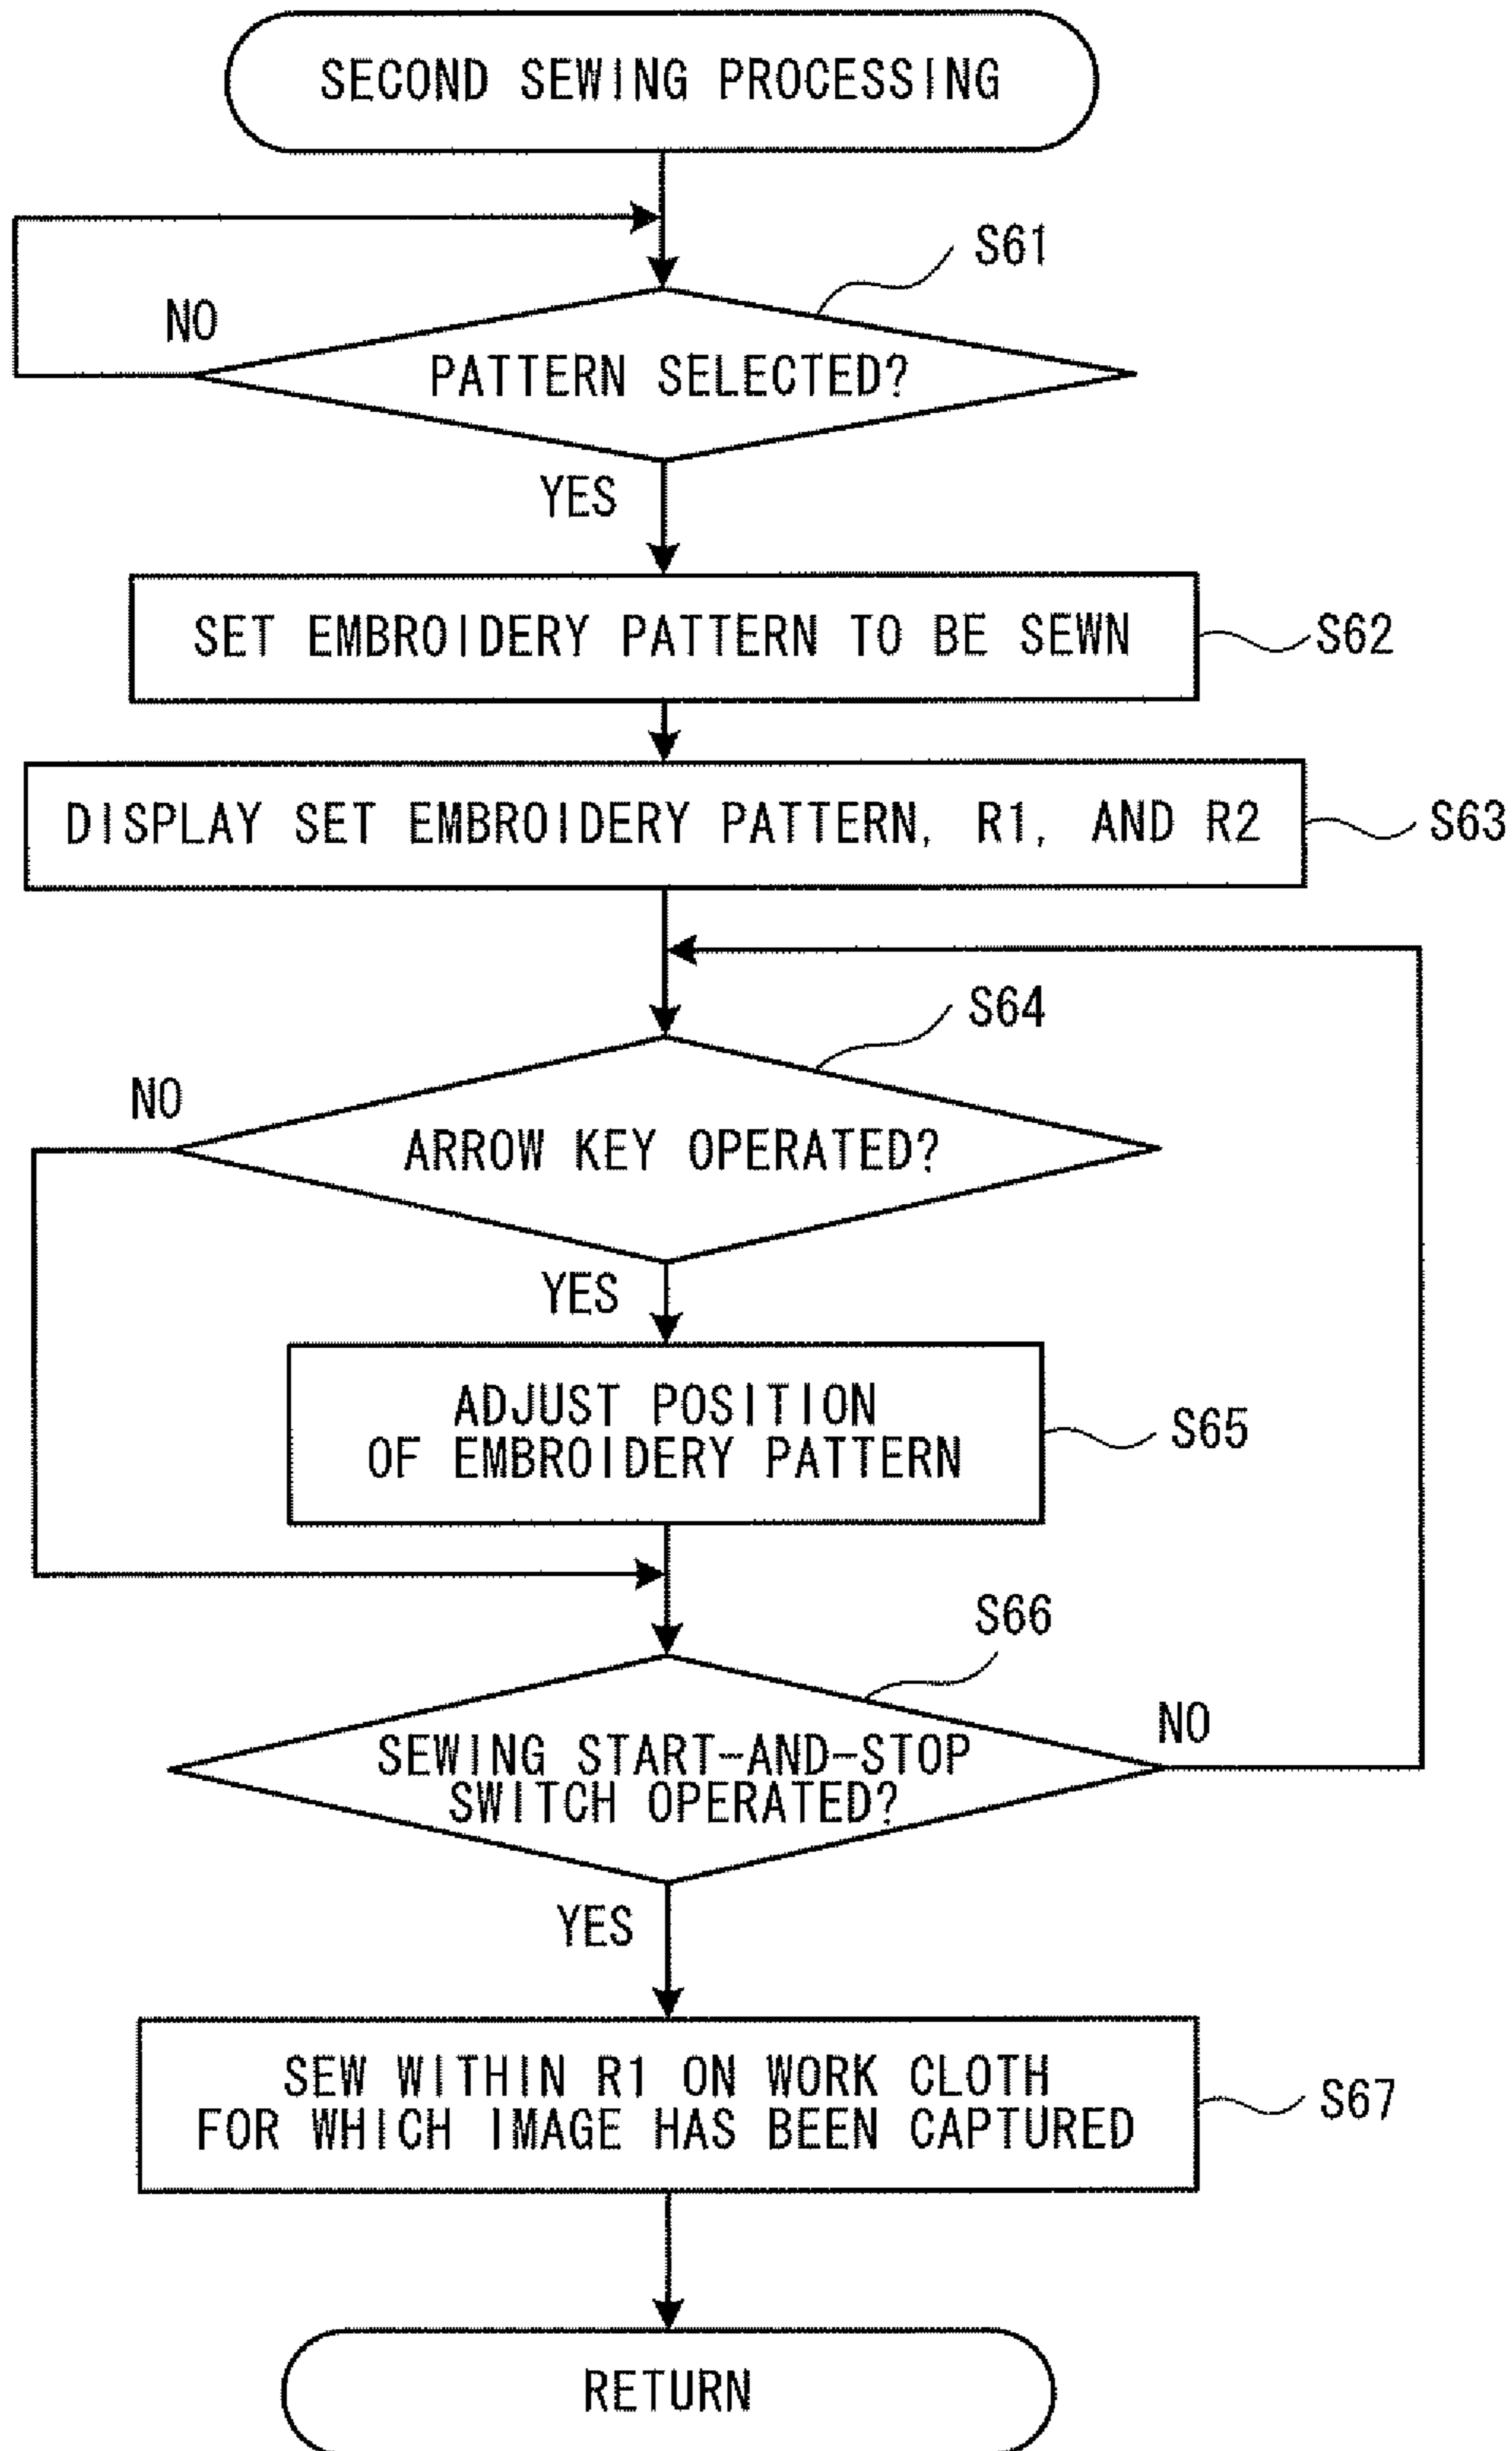 SECOND SEWING PROCESSING
S61
NO
PATTERN SELECTED?
YES
SET EMBROIDERY PATTERN TO BE SEWN
S62
DISPLAY SET EMBROIDERY PATTERN, R1, AND R2
S63
S64
NO
ARROW KEY OPERATED?
YES
ADJUST POSITION
OF EMBROIDERY PATTERN
S65
S66
NO
SEWING START-AND-STOP
SWITCH OPERATED?
YES
SEW WITHIN R1 ON WORK CLOTH
FOR WHICH IMAGE HAS BEEN CAPTURED
S67
RETURN